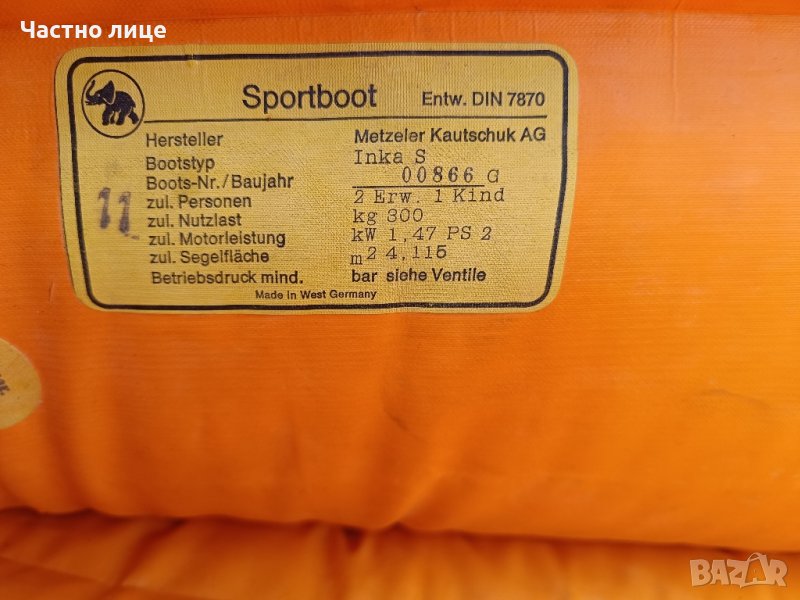 Частно лице
Sportboot Entw. DIN 7870
Hersteller Metzeler Kautschuk AG
Bootstyp Inka S
Boots-Nr./Baujahr 00866 G
11
zul. Personen 2 Erw. 1 Kind
zul. Nutzlast kg 300
zul. Motorleistung kW 1,47 PS 2
zul. Segelfläche m2 4,115
Betriebsdruck mind. bar siehe Ventile
Made in West Germany
BAZAR